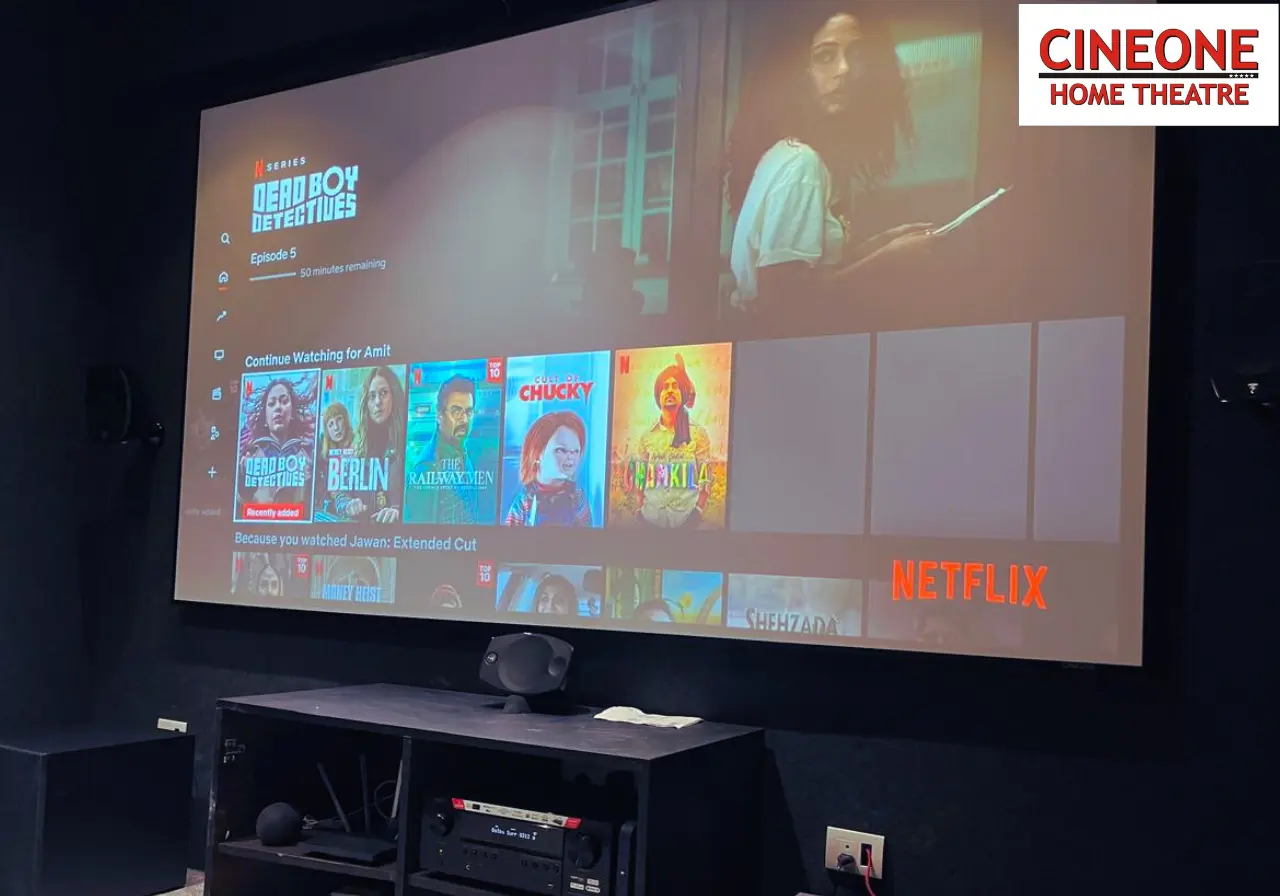 CINEONE
HOME THEATRE
N SERIES
DEAD BOY
DETECTIVES
Episode 5
50 minutes remaining
Continue Watching for Amit
N
DEAD BOY
DETECTIVES
Recently added
N
BERLIN
N
TOP
10
THE
RAILWAY MEN
CULT OF
CHUCKY
N
CHAMKILA
Because you watched Jawan: Extended Cut
TOP
10
MONEY HEIST
TOP
10
SHEHZADA
NETFLIX